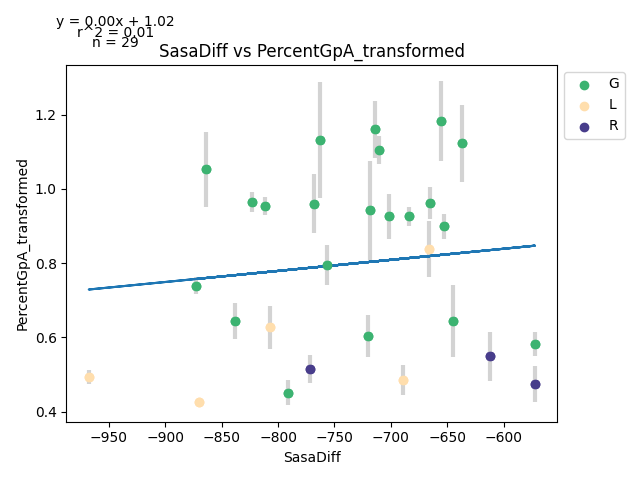 y = 0.00x + 1.02
r^2 = 0.01
n = 29
SasaDiff vs PercentGpA_transformed
G
L
R
PercentGpA_transformed
1.2
1.0
0.8
0.6
0.4
−950 −900 −850 −800 −750 −700 −650 −600
SasaDiff